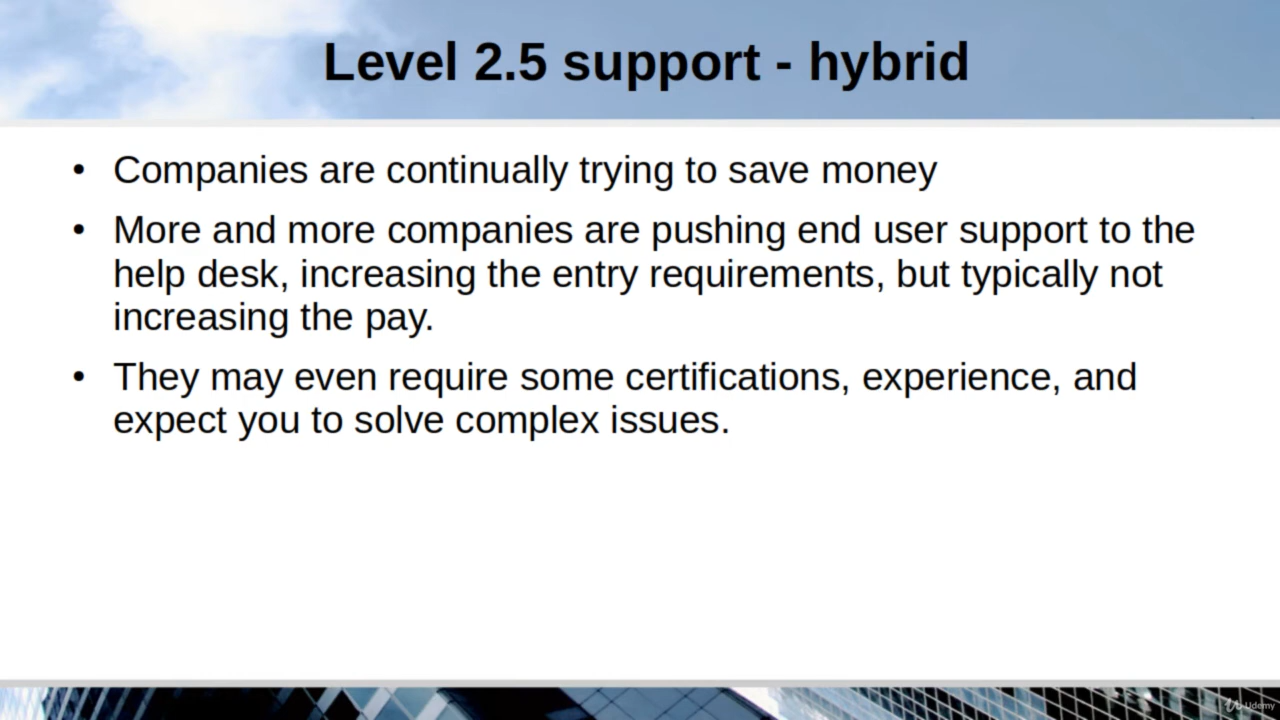 Level 2.5 support - hybrid
• Companies are continually trying to save money
• More and more companies are pushing end user support to the
help desk, increasing the entry requirements, but typically not
increasing the pay.
• They may even require some certifications, experience, and
expect you to solve complex issues.
Udemy